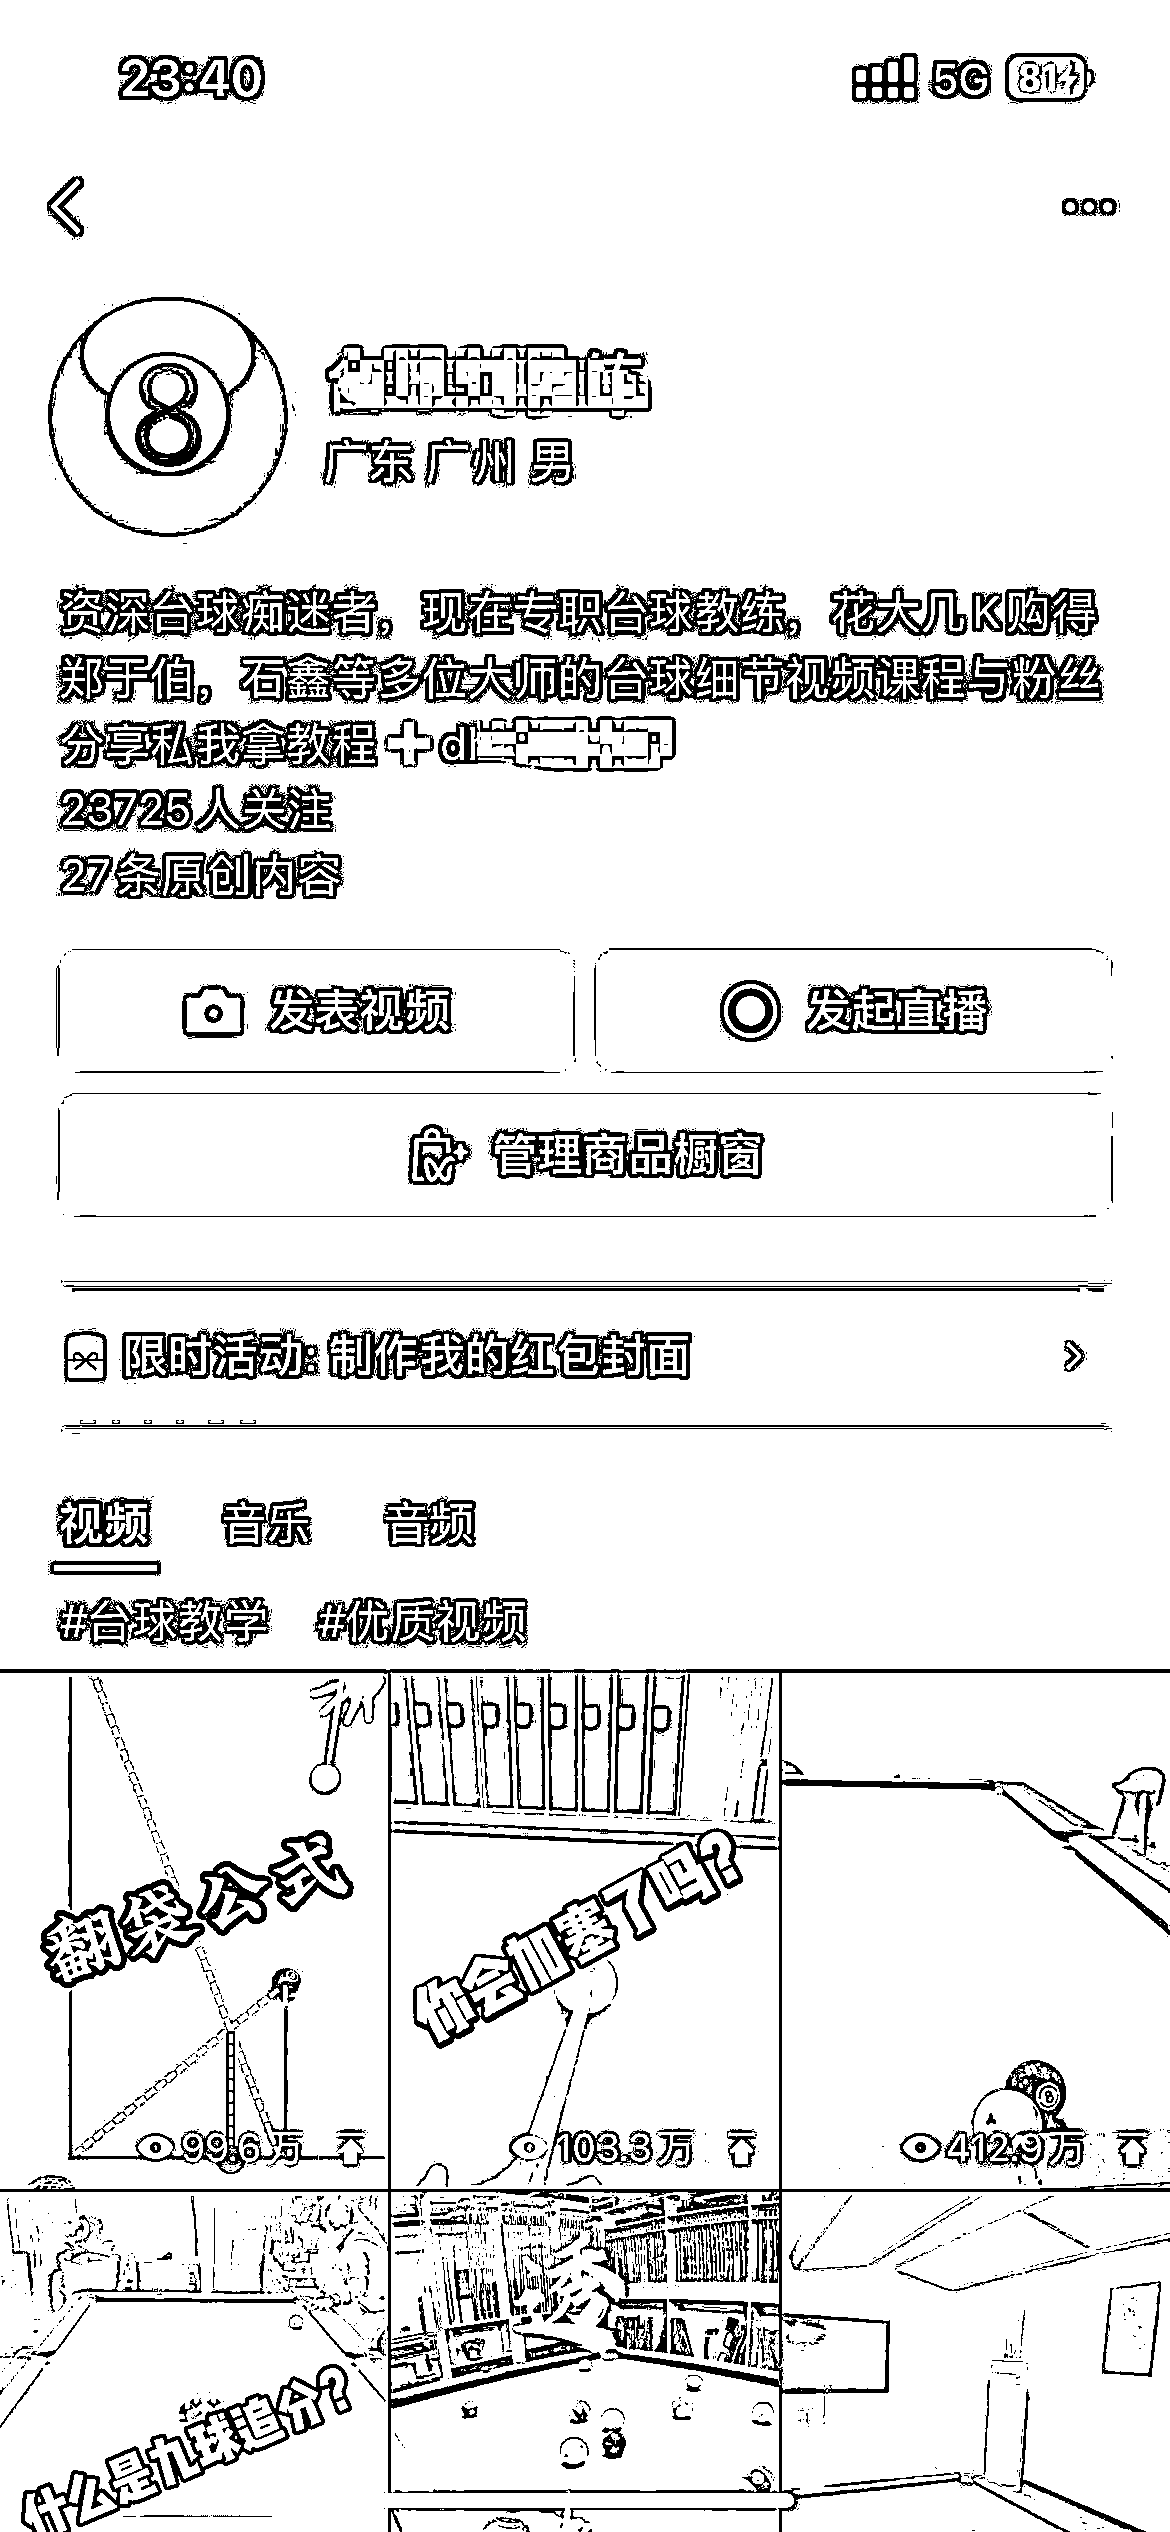 23:40
5G 81
广东 广州 男
资深台球痴迷者，现在专职台球教练，花大几K购得
郑于伯，石鑫等多位大师的台球细节视频课程与粉丝
分享私我拿教程➕d
23725人关注
27条原创内容
发表视频
发起直播
管理商品橱窗
限时活动: 制作我的红包封面
视频 音乐 音频
#台球教学 #优质视频
翻袋公式
99.6万
你会加塞了吗?
103.3万
412.9万
什么是九球追分?